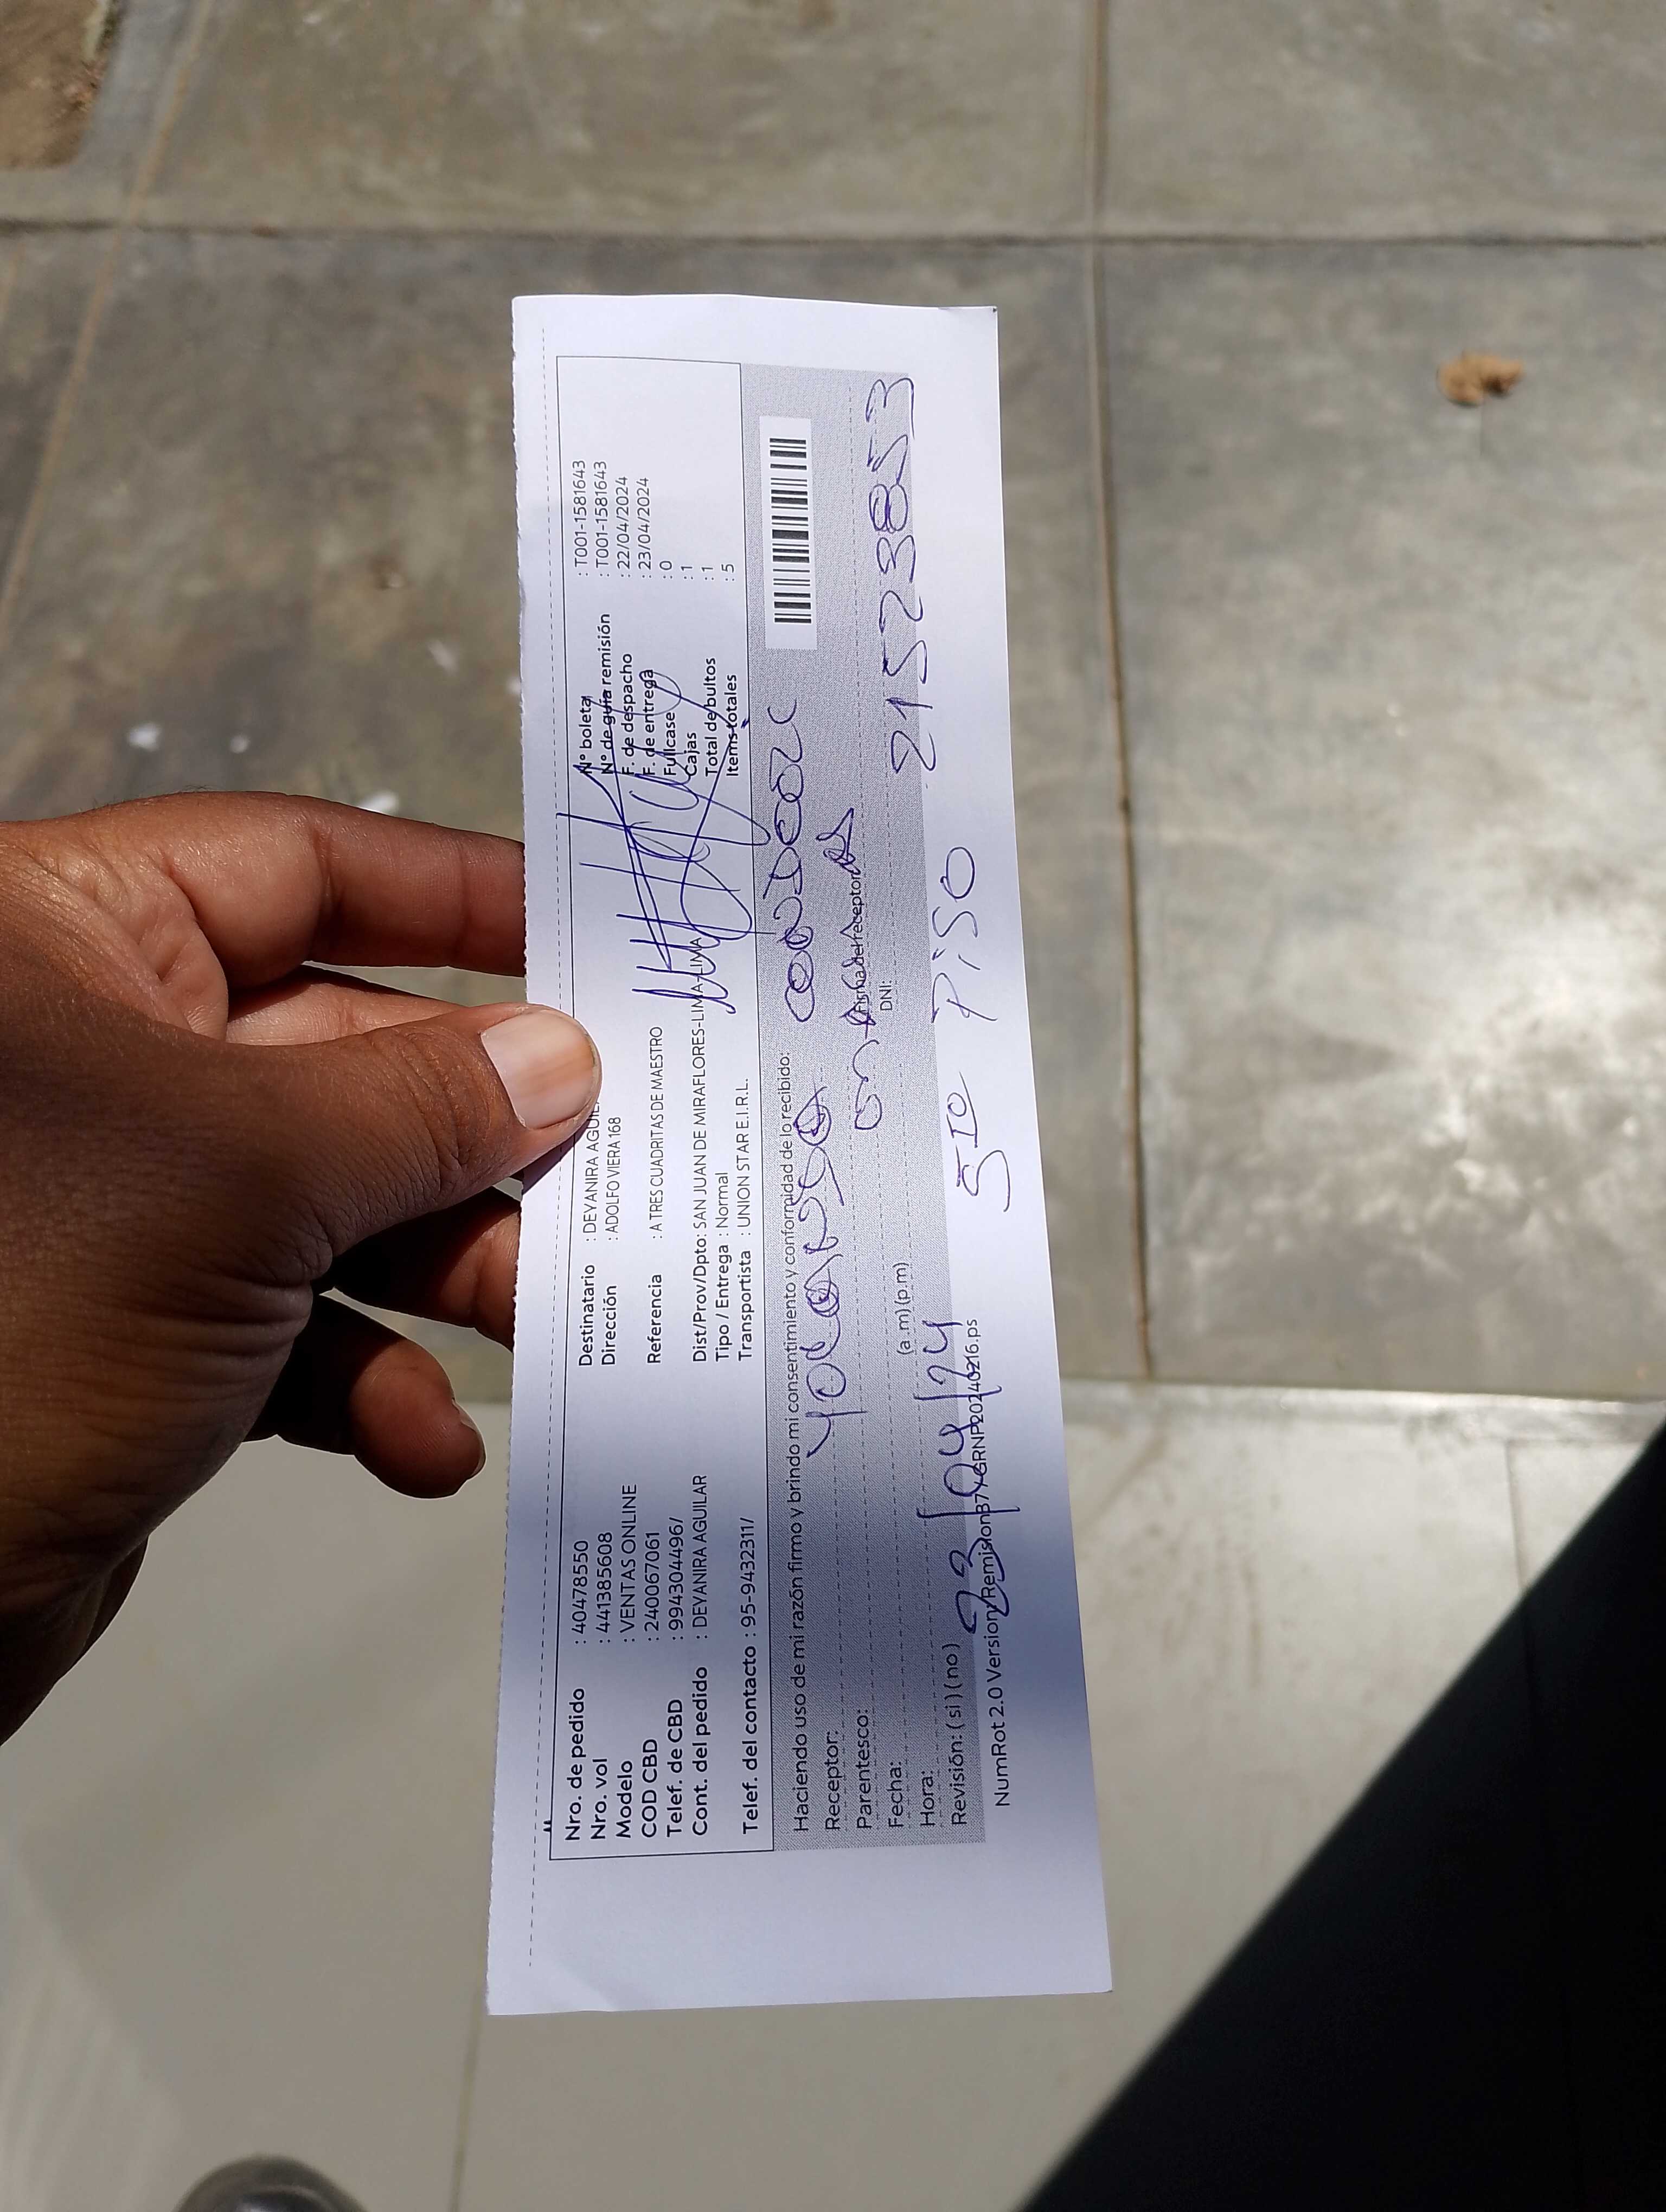 Nro. de pedido : 40478550
Nro. vol : 441385608
Modelo : VENTAS ONLINE
COD CBD : 240067061
Telef. de CBD : 994304496/
Cont. del pedido : DEYANIRA AGUILAR
Telef. del contacto : 95-9432311/
Destinatario : DEYANIRA AGUIL
Dirección : ADOLFO VIERA 168
Referencia : A TRES CUADRITAS DE MAESTRO
Dist/Prov/Dpto: SAN JUAN DE MIRAFLORES-LIMA-LIMA
Tipo / Entrega : Normal
Transportista : UNION STAR E.I.R.L.
N° boleta : T001-1581643
N° de guía remisión : T001-1581643
F. de despacho : 22/04/2024
F. de entrega : 23/04/2024
Fullcase : 0
Cajas : 1
Total de bultos : 1
Items totales : 5
Haciendo uso de mi razón firmo y brindo mi consentimiento y conformidad de lo recibido:
Receptor:
Parentesco:
Firma del receptor
Fecha:
DNI: 21523853
Hora: (a.m) (p.m)
Revisión: ( si ) ( no ) 23/04/24
5to PiSO
NumRot 2.0 Version:RemisionB7XGRNP20240216.ps